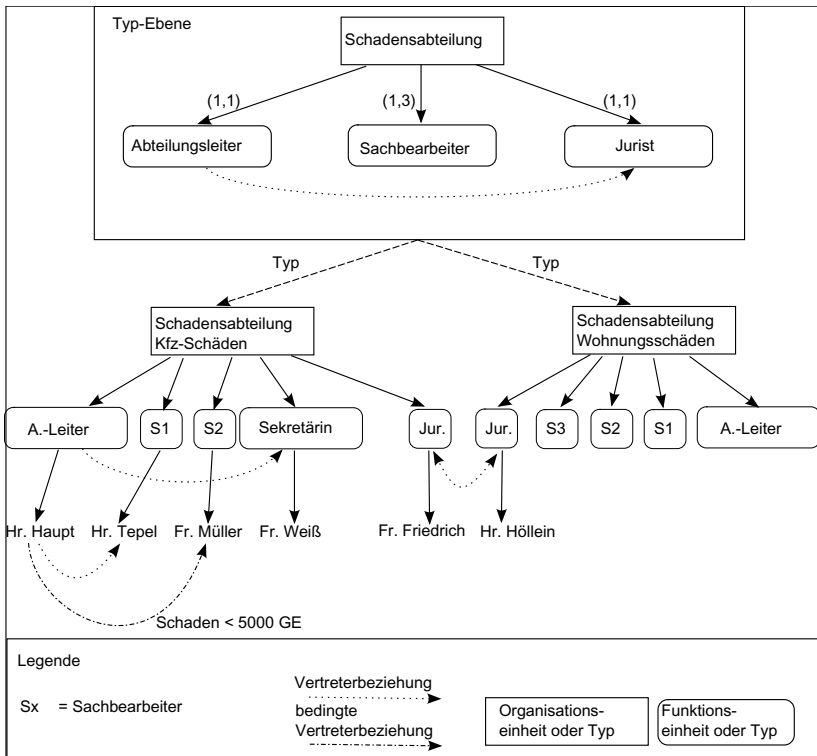 Typ-Ebene
Schadensabteilung
(1,1)
(1,3)
(1,1)
Abteilungsleiter
Sachbearbeiter
Jurist
Typ
Typ
Schadensabteilung
Kfz-Schäden
Schadensabteilung
Wohnungsschäden
A.-Leiter
S1
S2
Sekretärin
Jur.
Jur.
S3
S2
S1
A.-Leiter
Hr. Haupt
Hr. Tepel
Fr. Müller
Fr. Weiß
Fr. Friedrich
Hr. Höllein
Schaden < 5000 GE
Legende
Sx = Sachbearbeiter
Vertreterbeziehung
bedingte
Vertreterbeziehung
Organisations-
einheit oder Typ
Funktions-
einheit oder Typ